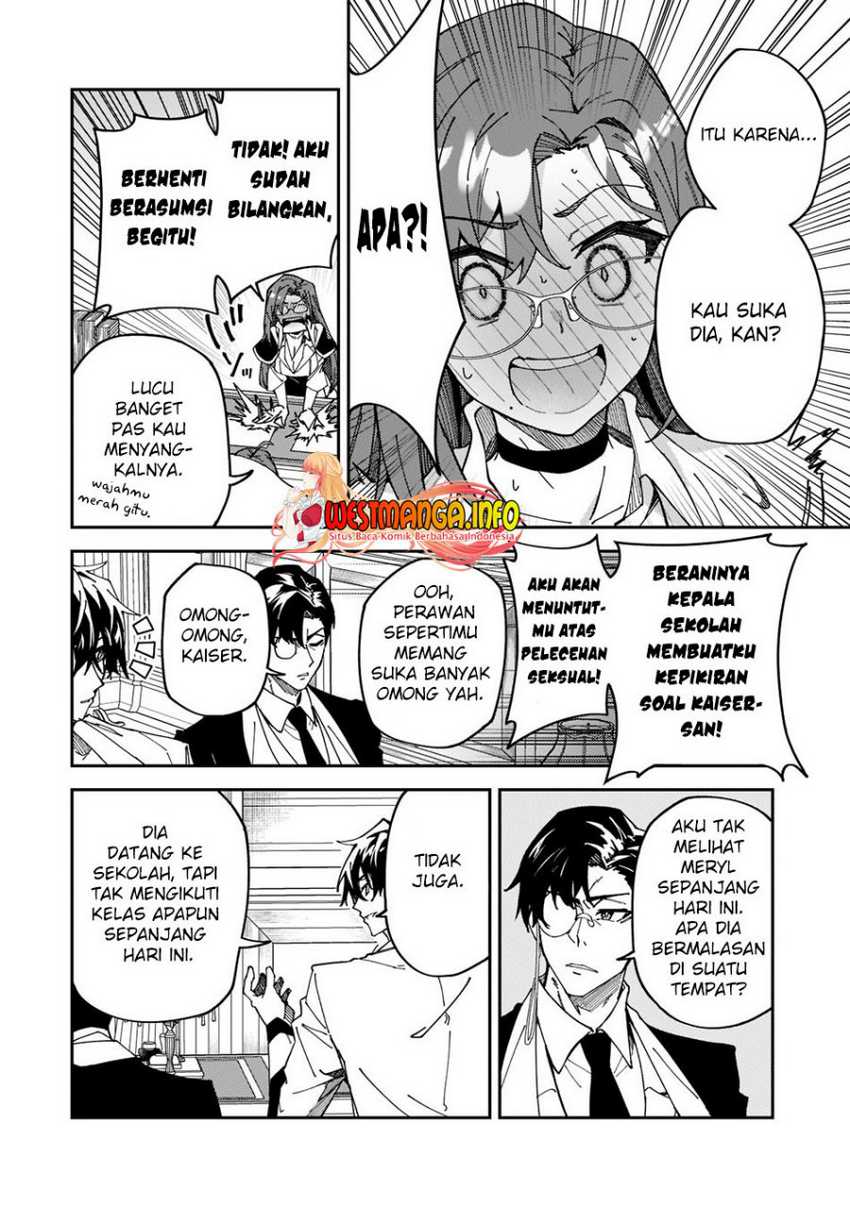 ITU KARENA...
KAU SUKA
DIA, KAN?
APA?!
TIDAK! AKU
SUDAH
BILANGKAN,
BERHENTI
BERASUMSI
BEGITU!
LUCU
BANGET
PAS KAU
MENYANG-
KALNYA.
wajahmu
merah gitu.
WESTMANGA.INFO
Situs Baca Komik Berbahasa Indonesia
BERANINYA
KEPALA
SEKOLAH
MEMBUATKU
KEPIKIRAN
SOAL KAISER-
SAN!
AKU AKAN
MENUNTUT-
MU ATAS
PELECEHAN
SEKSUAL!
OOH,
PERAWAN
SEPERTIMU
MEMANG
SUKA BANYAK
OMONG YAH.
OMONG-
OMONG,
KAISER.
AKU TAK
MELIHAT
MERYL
SEPANJANG
HARI INI.
APA DIA
BERMALASAN
DI SUATU
TEMPAT?
TIDAK
JUGA.
DIA
DATANG KE
SEKOLAH, TAPI
TAK MENGIKUTI
KELAS APAPUN
SEPANJANG
HARI INI.